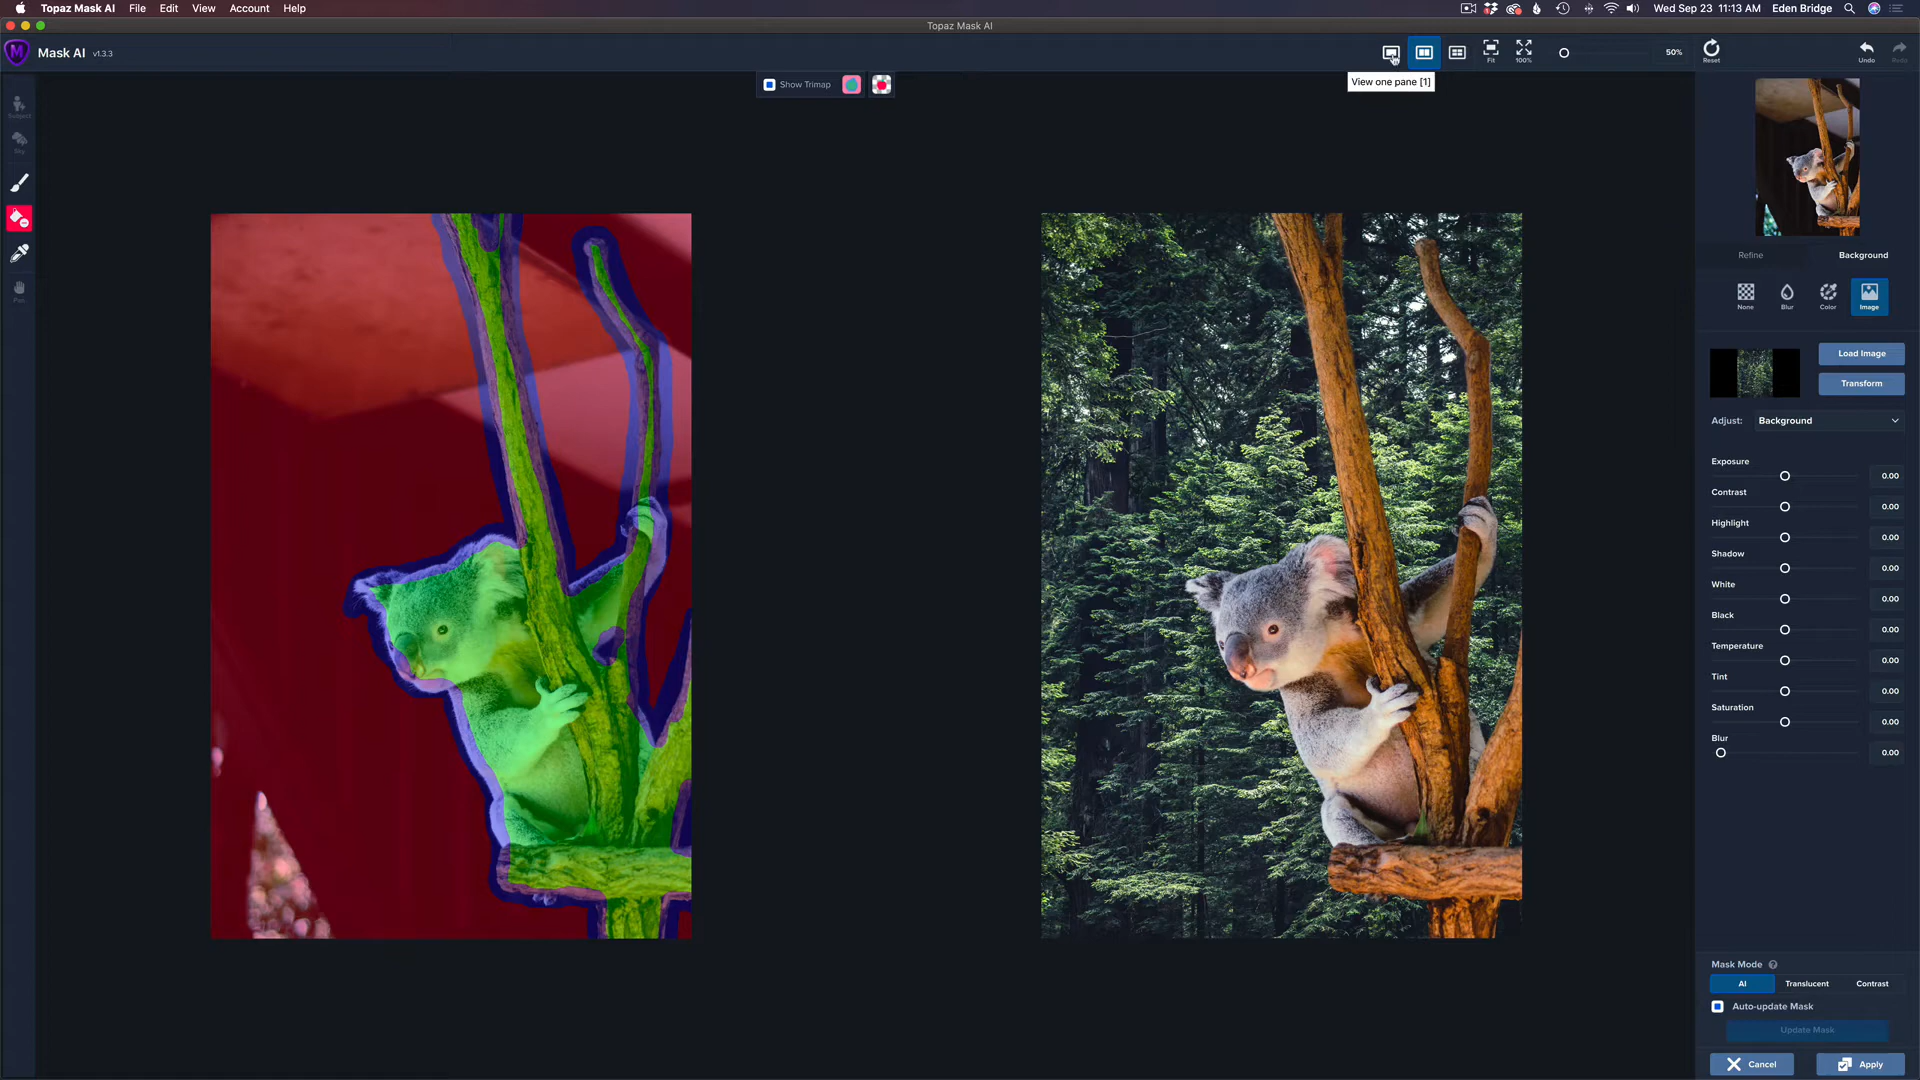 Topaz Mask AI File Edit View Account Help Wed Sep 23 11:13 AM Eden Bridge
Topaz Mask AI
Mask AI v1.3.3
Fit 100% 50% Reset Undo Redo
View one pane [1]
Show Trimap
Subject
Sky
Pan
Refine Background
None Blur Color Image
Load Image
Transform
Adjust: Background
Exposure
0.00
Contrast
0.00
Highlight
0.00
Shadow
0.00
White
0.00
Black
0.00
Temperature
0.00
Tint
0.00
Saturation
0.00
Blur
0.00
Mask Mode ?
AI Translucent Contrast
Auto-update Mask
Update Mask
Cancel Apply